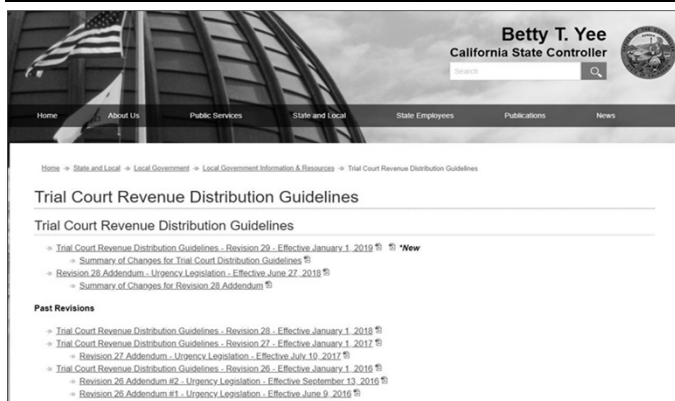 Betty T. Yee
California State Controller
Search
Home About Us Public Services State and Local State Employees Publications News
Home → State and Local → Local Government → Local Government Information & Resources → Trial Court Revenue Distribution Guidelines
Trial Court Revenue Distribution Guidelines
Trial Court Revenue Distribution Guidelines
Trial Court Revenue Distribution Guidelines - Revision 29 - Effective January 1, 2019 *New
Summary of Changes for Trial Court Distribution Guidelines
Revision 28 Addendum - Urgency Legislation - Effective June 27, 2018
Summary of Changes for Revision 28 Addendum
Past Revisions
Trial Court Revenue Distribution Guidelines - Revision 28 - Effective January 1, 2018
Trial Court Revenue Distribution Guidelines - Revision 27 - Effective January 1, 2017
Revision 27 Addendum - Urgency Legislation - Effective July 10, 2017
Trial Court Revenue Distribution Guidelines - Revision 26 - Effective January 1, 2016
Revision 26 Addendum #2 - Urgency Legislation - Effective September 13, 2016
Revision 26 Addendum #1 - Urgency Legislation - Effective June 9, 2016